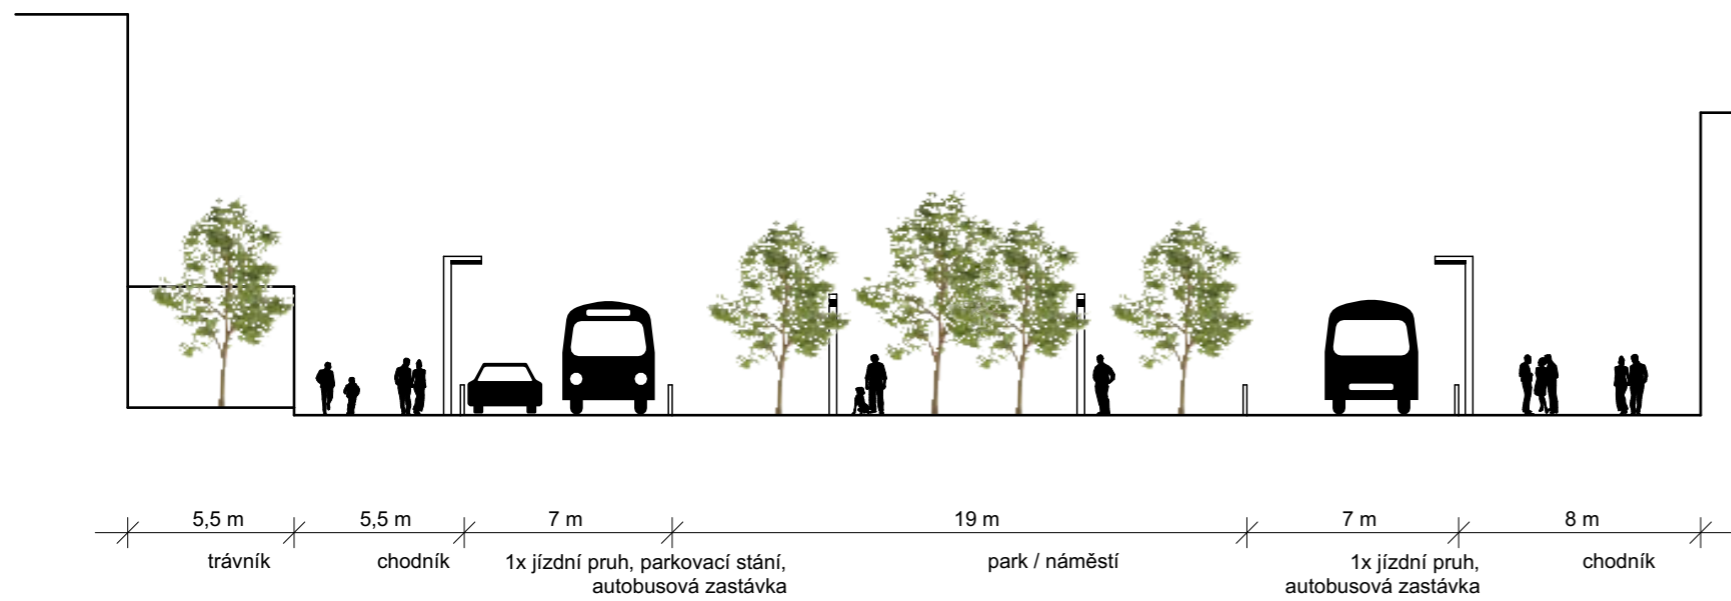 5,5 m 5,5 m 7 m 19 m 7 m 8 m
trávník chodník 1x jízdní pruh, parkovací stání, park / náměstí 1x jízdní pruh, chodník
autobusová zastávka autobusová zastávka